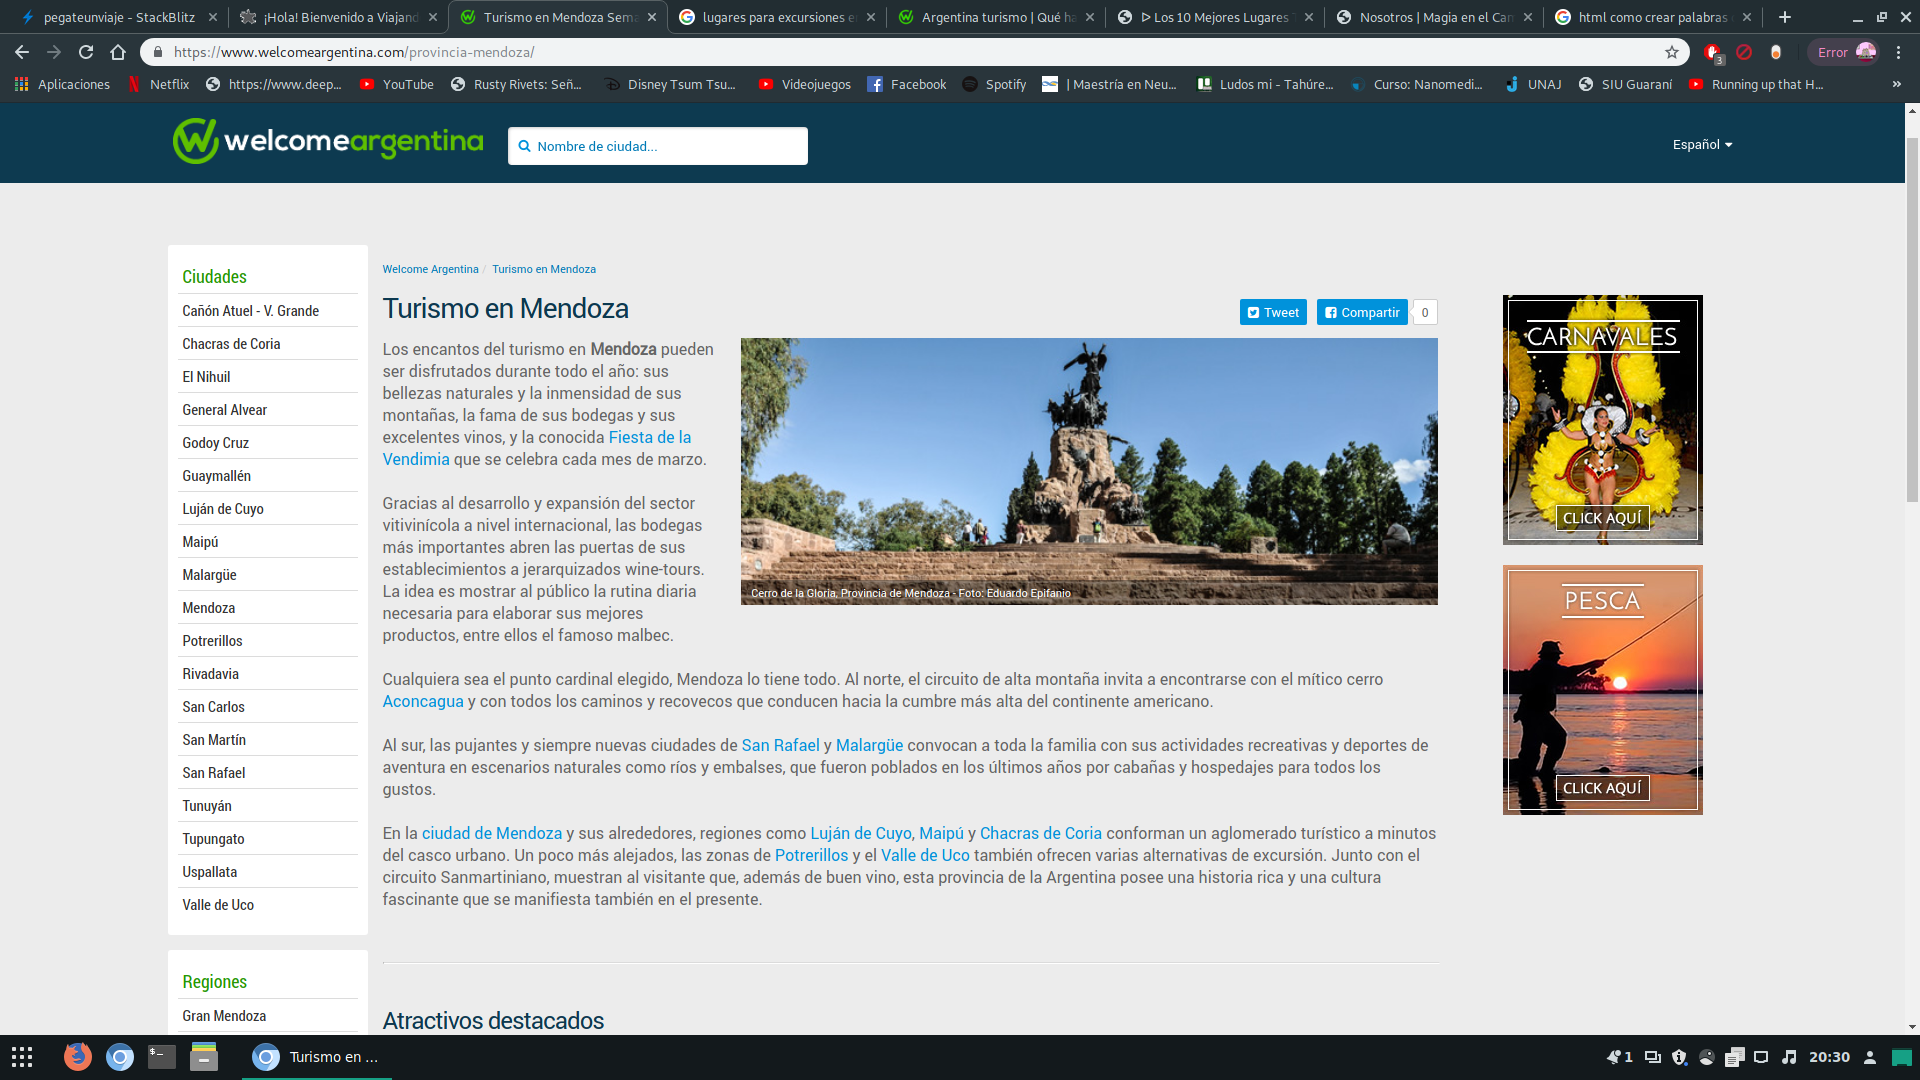 pegateunviaje - StackBlitz
¡Hola! Bienvenido a Viajand
Turismo en Mendoza Sema
lugares para excursiones e
Argentina turismo | Qué ha
ᐅ Los 10 Mejores Lugares T
Nosotros | Magia en el Cam
html como crear palabras
https://www.welcomeargentina.com/provincia-mendoza/
3
Error
Aplicaciones
Netflix
https://www.deep...
YouTube
Rusty Rivets: Señ...
Disney Tsum Tsu...
Videojuegos
Facebook
Spotify
| Maestría en Neu...
Ludos mi - Tahúre...
Curso: Nanomedi...
UNAJ
SIU Guaraní
Running up that H...
»
welcomeargentina
Nombre de ciudad...
Español
Ciudades
Cañón Atuel - V. Grande
Chacras de Coria
El Nihuil
General Alvear
Godoy Cruz
Guaymallén
Luján de Cuyo
Maipú
Malargüe
Mendoza
Potrerillos
Rivadavia
San Carlos
San Martín
San Rafael
Tunuyán
Tupungato
Uspallata
Valle de Uco
Regiones
Gran Mendoza
Welcome Argentina / Turismo en Mendoza
Turismo en Mendoza
Tweet
Compartir
0
Los encantos del turismo en Mendoza pueden
ser disfrutados durante todo el año: sus
bellezas naturales y la inmensidad de sus
montañas, la fama de sus bodegas y sus
excelentes vinos, y la conocida Fiesta de la
Vendimia que se celebra cada mes de marzo.
Gracias al desarrollo y expansión del sector
vitivinícola a nivel internacional, las bodegas
más importantes abren las puertas de sus
establecimientos a jerarquizados wine-tours.
La idea es mostrar al público la rutina diaria
necesaria para elaborar sus mejores
productos, entre ellos el famoso malbec.
Cerro de la Gloria, Provincia de Mendoza - Foto: Eduardo Epifanio
Cualquiera sea el punto cardinal elegido, Mendoza lo tiene todo. Al norte, el circuito de alta montaña invita a encontrarse con el mítico cerro
Aconcagua y con todos los caminos y recovecos que conducen hacia la cumbre más alta del continente americano.
Al sur, las pujantes y siempre nuevas ciudades de San Rafael y Malargüe convocan a toda la familia con sus actividades recreativas y deportes de
aventura en escenarios naturales como ríos y embalses, que fueron poblados en los últimos años por cabañas y hospedajes para todos los
gustos.
En la ciudad de Mendoza y sus alrededores, regiones como Luján de Cuyo, Maipú y Chacras de Coria conforman un aglomerado turístico a minutos
del casco urbano. Un poco más alejados, las zonas de Potrerillos y el Valle de Uco también ofrecen varias alternativas de excursión. Junto con el
circuito Sanmartiniano, muestran al visitante que, además de buen vino, esta provincia de la Argentina posee una historia rica y una cultura
fascinante que se manifiesta también en el presente.
Atractivos destacados
CARNAVALES
CLICK AQUÍ
PESCA
CLICK AQUÍ
Turismo en ...
1
20:30